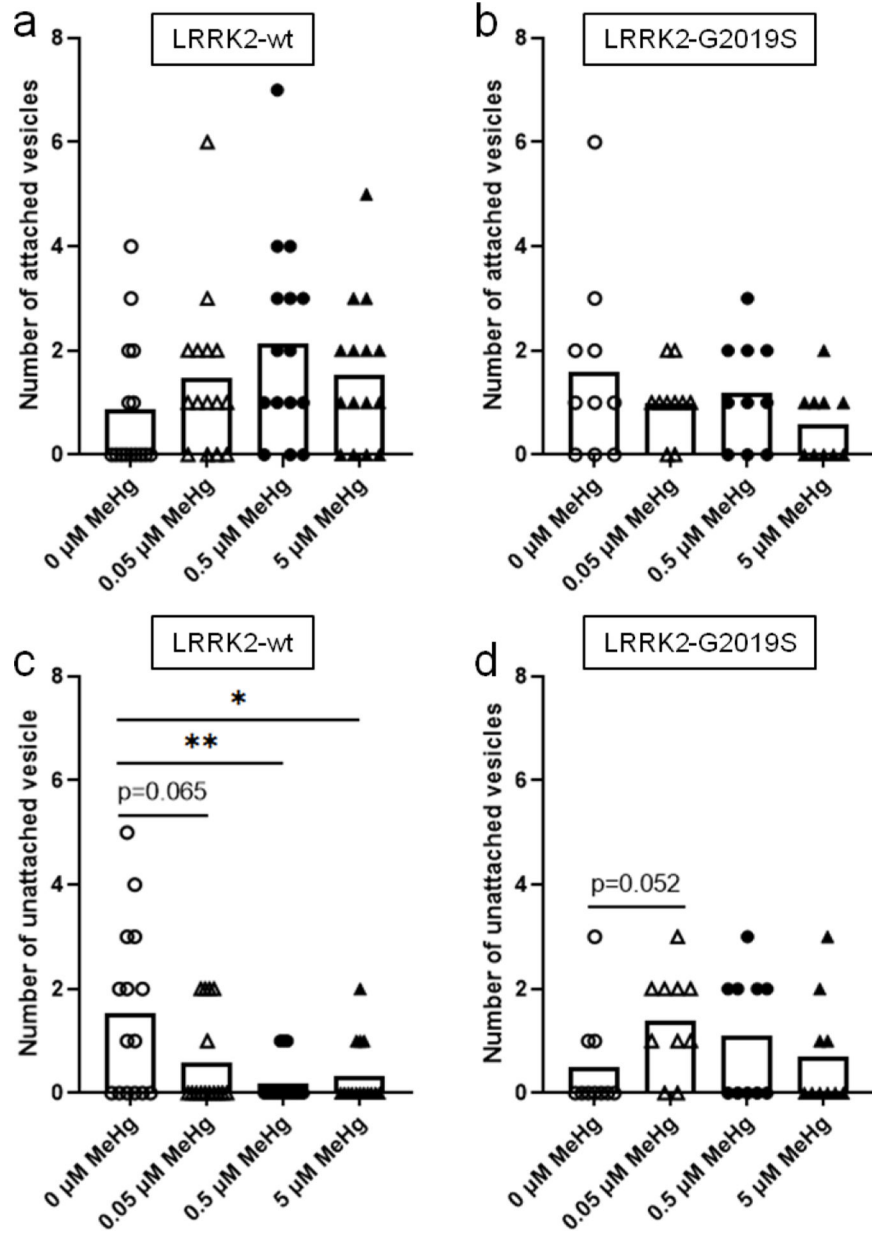 a
LRRK2-wt
Number of attached vesicles
8
6
4
2
0
0 µM MeHg
0.05 µM MeHg
0.5 µM MeHg
5 µM MeHg
b
LRRK2-G2019S
Number of attached vesicles
8
6
4
2
0
0 µM MeHg
0.05 µM MeHg
0.5 µM MeHg
5 µM MeHg
c
LRRK2-wt
Number of unattached vesicle
8
6
4
2
0
*
**
p=0.065
0 µM MeHg
0.05 µM MeHg
0.5 µM MeHg
5 µM MeHg
d
LRRK2-G2019S
Number of unattached vesicles
8
6
4
2
0
p=0.052
0 µM MeHg
0.05 µM MeHg
0.5 µM MeHg
5 µM MeHg